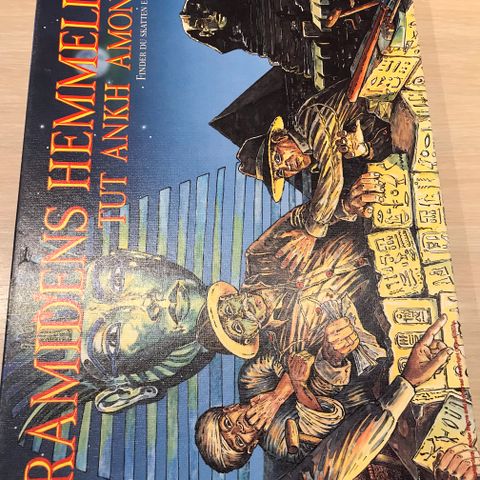 RAMIDENS HEMMELI
TUT ANKH AMON
FINDER DU SKATTEN E